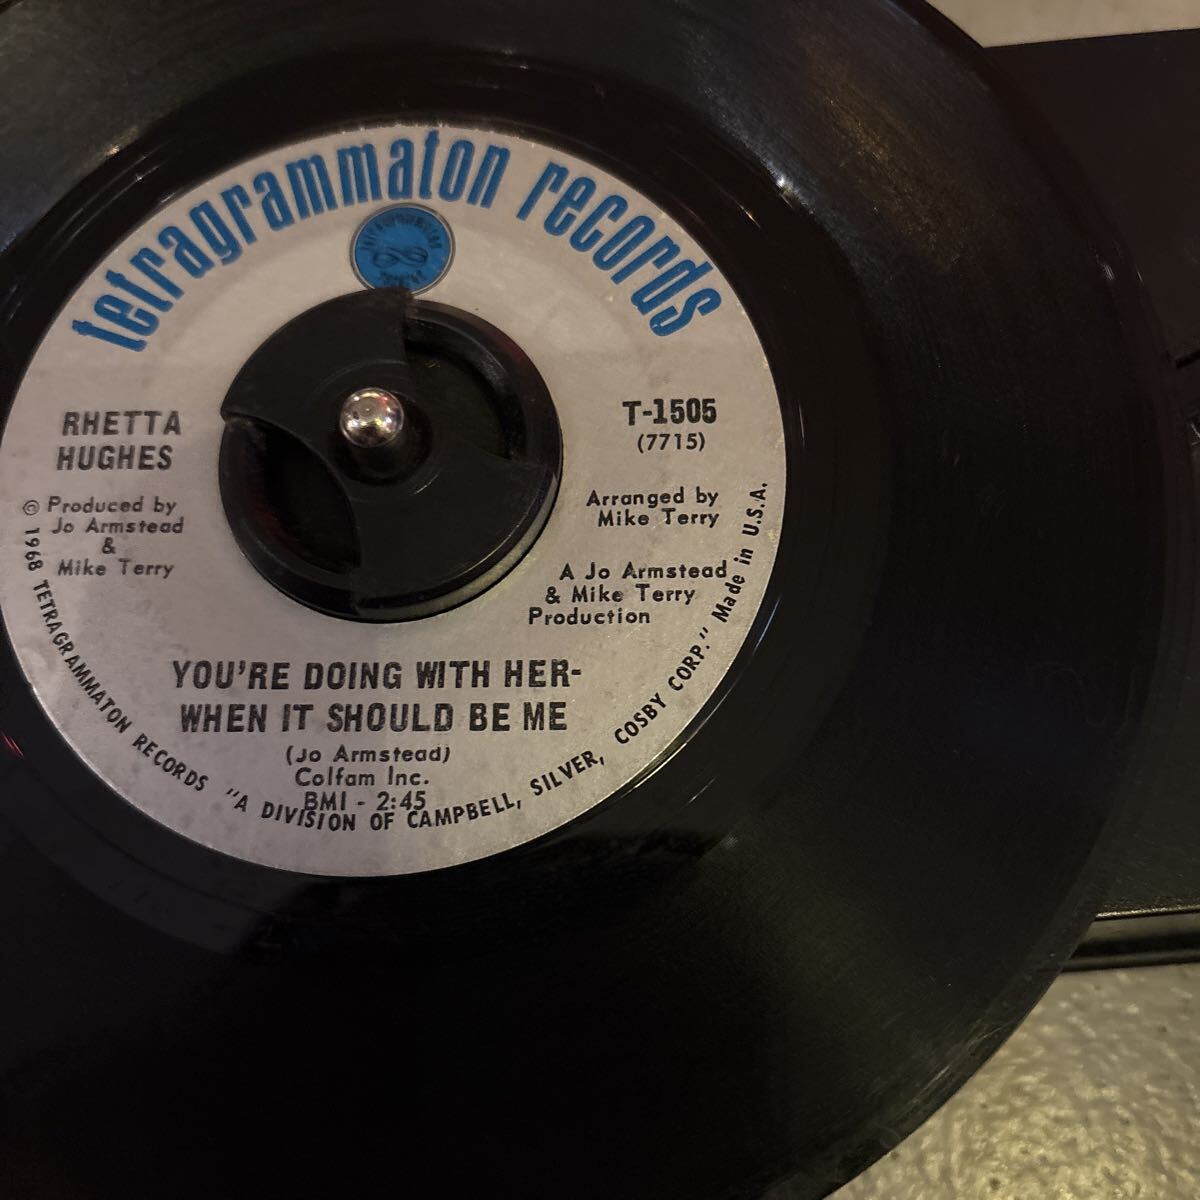 tetragrammaton records
RHETTA
HUGHES
T-1505
(7715)
Produced by
Jo Armstead
&
Mike Terry
Arranged by
Mike Terry
A Jo Armstead
& Mike Terry
Production
YOU'RE DOING WITH HER-
WHEN IT SHOULD BE ME
(Jo Armstead)
Colfam Inc.
BMI - 2:45
© 1968 TETRAGRAMMATON RECORDS "A DIVISION OF CAMPBELL, SILVER, COSBY CORP." Made in U.S.A.